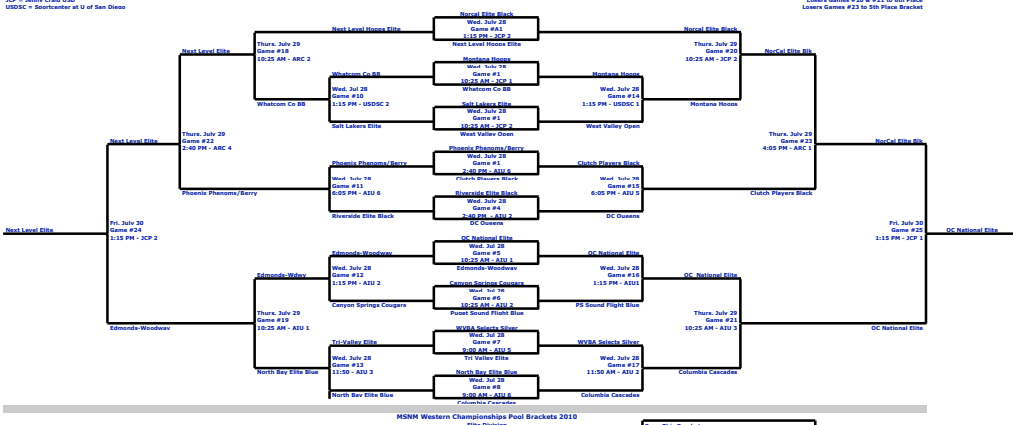 USDSC = Sportcenter at U of San Diego
Losers Games #23 to 5th Place Bracket
Norcal Elite Black
Wed. July 28
Game #A1
1:15 PM - JCP 2
Next Level Hoops Elite
Next Level Hoops Elite
Norcal Elite Black
Thurs. July 29
Game #18
10:25 AM - ARC 2
Thurs. July 29
Game #20
10:25 AM - JCP 2
Next Level Elite
NorCal Elite Blk
Montana Hoops
Wed. July 28
Game #1
10:25 AM - JCP 1
Whatcom Co BB
Whatcom Co BB
Montana Hoops
Wed. Jul 28
Game #10
1:15 PM - USDSC 2
Wed. July 28
Game #14
1:15 PM - USDSC 1
Whatcom Co BB
Montana Hoops
Salt Lakers Elite
Wed. July 28
Game #1
10:25 AM - JCP 2
West Valley Open
Salt Lakers Elite
West Valley Open
Thurs. July 29
Game #22
2:40 PM - ARC 4
Thurs. July 29
Game #23
4:05 PM - ARC 1
Next Level Elite
NorCal Elite Blk
Phoenix Phenoms/Berry
Wed. July 28
Game #1
2:40 PM - AIU 6
Clutch Players Black
Phoenix Phenoms/Berry
Clutch Players Black
Wed. July 28
Game #11
6:05 PM - AIU 6
Wed. July 28
Game #15
6:05 PM - AIU 5
Phoenix Phenoms/Berry
Clutch Players Black
Riverside Elite Black
Wed. July 28
Game #4
2:40 PM - AIU 2
DC Queens
Riverside Elite Black
DC Queens
Fri. July 30
Game #24
1:15 PM - JCP 2
Fri. July 30
Game #25
1:15 PM - JCP 1
Next Level Elite
OC National Elite
OC National Elite
Wed. Jul 28
Game #5
10:25 AM - AIU 1
Edmonds-Woodway
Edmonds-Woodway
OC National Elite
Wed. July 28
Game #12
1:15 PM - AIU 2
Wed. July 28
Game #16
1:15 PM - AIU1
Edmonds-Wdwy
OC National Elite
Canyon Springs Cougars
Wed. Jul 28
Game #6
10:25 AM - AIU 2
Puget Sound Flight Blue
Canyon Springs Cougars
PS Sound Flight Blue
Thurs. July 29
Game #19
10:25 AM - AIU 1
Thurs. July 29
Game #21
10:25 AM - AIU 3
Edmonds-Woodway
OC National Elite
WVBA Selects Silver
Wed. Jul 28
Game #7
9:00 AM - AIU 5
Tri Valley Elite
Tri-Valley Elite
WVBA Selects Silver
Wed. July 28
Game #13
11:50 - AIU 3
Wed. July 28
Game #17
11:50 AM - AIU 2
North Bay Elite Blue
Columbia Cascades
North Bay Elite Blue
Wed. Jul 28
Game #8
9:00 AM - AIU 6
Columbia Cascades
North Bay Elite Blue
Columbia Cascades
MSNM Western Championships Pool Brackets 2010